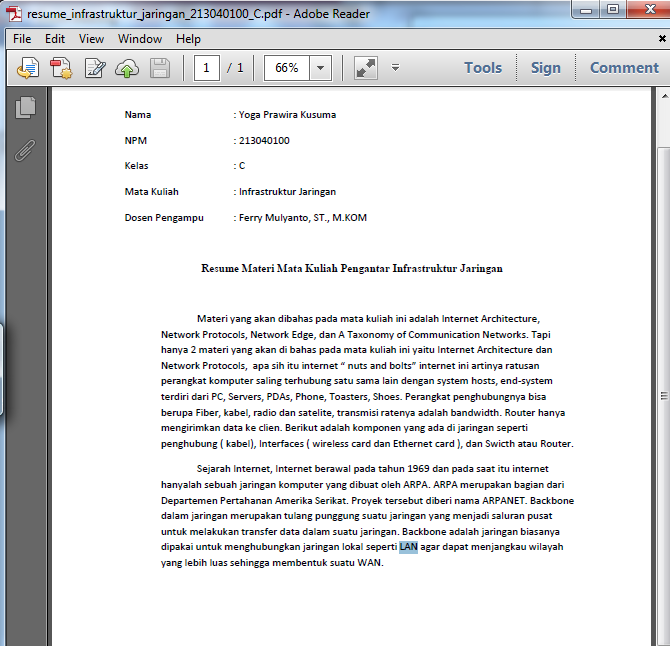 resume_infrastruktur_jaringan_213040100_C.pdf - Adobe Reader
File Edit View Window Help
1 / 1 66% Tools Sign Comment
Nama : Yoga Prawira Kusuma
NPM : 213040100
Kelas : C
Mata Kuliah : Infrastruktur Jaringan
Dosen Pengampu : Ferry Mulyanto, ST., M.KOM
Resume Materi Mata Kuliah Pengantar Infrastruktur Jaringan
Materi yang akan dibahas pada mata kuliah ini adalah Internet Architecture,
Network Protocols, Network Edge, dan A Taxonomy of Communication Networks. Tapi
hanya 2 materi yang akan di bahas pada mata kuliah ini yaitu Internet Architecture dan
Network Protocols, apa sih itu internet “ nuts and bolts” internet ini artinya ratusan
perangkat komputer saling terhubung satu sama lain dengan system hosts, end-system
terdiri dari PC, Servers, PDAs, Phone, Toasters, Shoes. Perangkat penghubungnya bisa
berupa Fiber, kabel, radio dan satelite, transmisi ratenya adalah bandwidth. Router hanya
mengirimkan data ke clien. Berikut adalah komponen yang ada di jaringan seperti
penghubung ( kabel), Interfaces ( wireless card dan Ethernet card ), dan Swicth atau Router.
Sejarah Internet, Internet berawal pada tahun 1969 dan pada saat itu internet
hanyalah sebuah jaringan komputer yang dibuat oleh ARPA. ARPA merupakan bagian dari
Departemen Pertahanan Amerika Serikat. Proyek tersebut diberi nama ARPANET. Backbone
dalam jaringan merupakan tulang punggung suatu jaringan yang menjadi saluran pusat
untuk melakukan transfer data dalam suatu jaringan. Backbone adalah jaringan biasanya
dipakai untuk menghubungkan jaringan lokal seperti LAN agar dapat menjangkau wilayah
yang lebih luas sehingga membentuk suatu WAN.